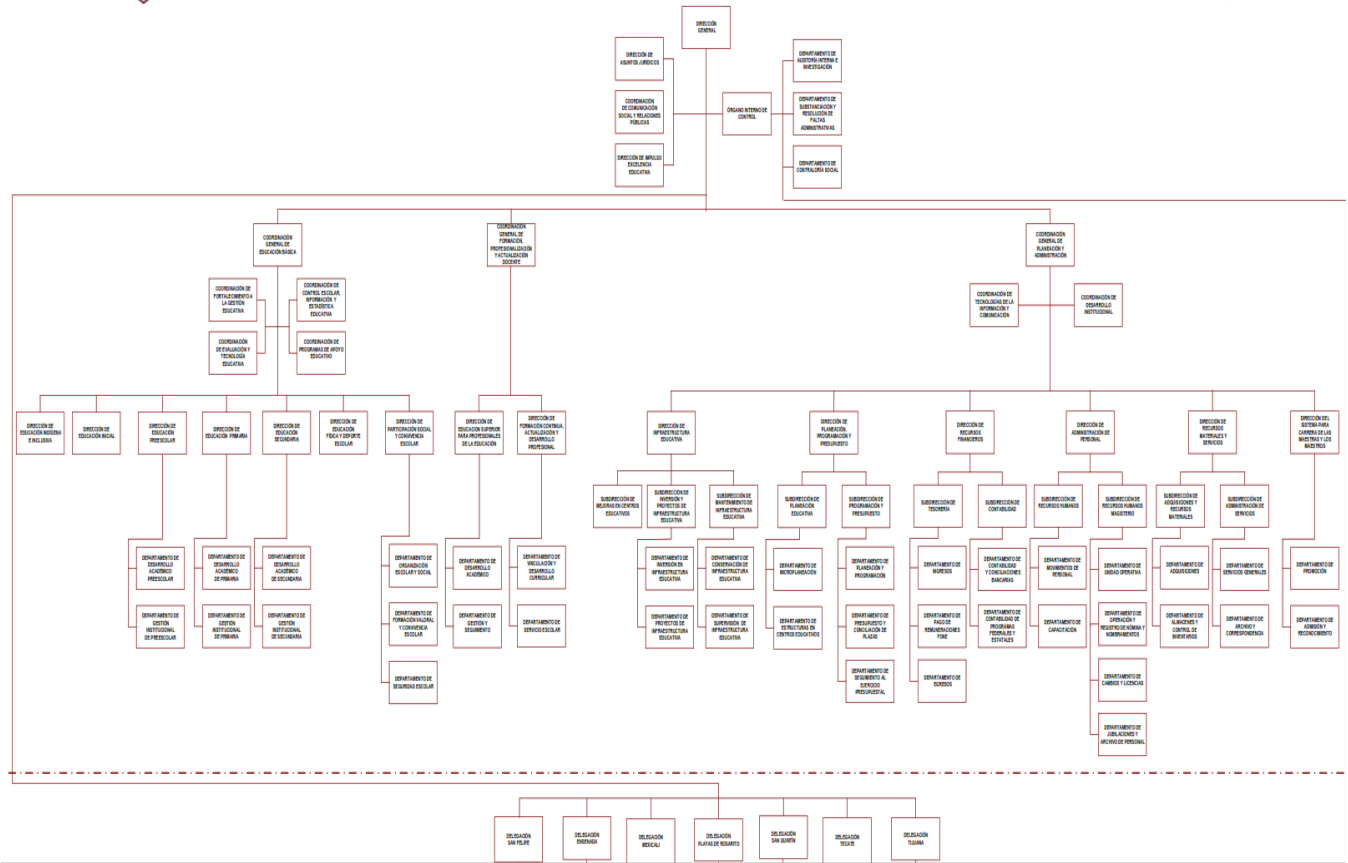 DIRECCIÓN
GENERAL
DIRECCIÓN DE
ASUNTOS JURÍDICOS
DEPARTAMENTO DE
AUDITORÍA INTERNA E
INVESTIGACIÓN
COORDINACIÓN
DE COMUNICACIÓN
SOCIAL Y RELACIONES
PÚBLICAS
ÓRGANO INTERNO DE
CONTROL
DEPARTAMENTO DE
SUBSTANCIACIÓN Y
RESOLUCIÓN DE
FALTAS
ADMINISTRATIVAS
DIRECCIÓN DE IMPULSO
EXCELENCIA
EDUCATIVA
DEPARTAMENTO DE
CONTRALORÍA SOCIAL
COORDINACIÓN
GENERAL DE
EDUCACIÓN BÁSICA
COORDINACIÓN
GENERAL DE
FORMACIÓN,
PROFESIONALIZACIÓN
Y ACTUALIZACIÓN
DOCENTE
COORDINACIÓN
GENERAL DE
PLANEACIÓN Y
ADMINISTRACIÓN
COORDINACIÓN DE
FORTALECIMIENTO A
LA GESTIÓN
EDUCATIVA
COORDINACIÓN DE
CONTROL ESCOLAR,
INFORMACIÓN Y
ESTADÍSTICA
EDUCATIVA
COORDINACIÓN DE
TECNOLOGÍAS DE LA
INFORMACIÓN Y
COMUNICACIÓN
COORDINACIÓN DE
DESARROLLO
INSTITUCIONAL
COORDINACIÓN
DE EVALUACIÓN Y
TECNOLOGÍA
EDUCATIVA
COORDINACIÓN DE
PROGRAMAS DE APOYO
EDUCATIVO
DIRECCIÓN DE
EDUCACIÓN INDÍGENA
E INCLUSIVA
DIRECCIÓN DE
EDUCACIÓN INICIAL
DIRECCIÓN DE
EDUCACIÓN
PREESCOLAR
DIRECCIÓN DE
EDUCACIÓN PRIMARIA
DIRECCIÓN DE
EDUCACIÓN
SECUNDARIA
DIRECCIÓN DE
EDUCACIÓN
FÍSICA Y DEPORTE
ESCOLAR
DIRECCIÓN DE
PARTICIPACIÓN SOCIAL
Y CONVIVENCIA
ESCOLAR
DIRECCIÓN DE
EDUCACION SUPERIOR
PARA PROFESIONALES
DE LA EDUCACIÓN
DIRECCIÓN DE
FORMACIÓN CONTINUA,
ACTUALIZACIÓN Y
DESARROLLO
PROFESIONAL
DIRECCIÓN DE
INFRAESTRUCTURA
EDUCATIVA
DIRECCIÓN DE
PLANEACIÓN,
PROGRAMACIÓN Y
PRESUPUESTO
DIRECCIÓN DE
RECURSOS
FINANCIEROS
DIRECCIÓN DE
ADMINISTRACIÓN DE
PERSONAL
DIRECCIÓN DE
RECURSOS
MATERIALES Y
SERVICIOS
DIRECCIÓN DEL
SISTEMA PARA
CARRERA DE LAS
MAESTRAS Y LOS
MAESTROS
SUBDIRECCIÓN DE
MEJORAS EN CENTROS
EDUCATIVOS
SUBDIRECCIÓN DE
INVERSIÓN Y
PROYECTOS DE
INFRAESTRUCTURA
EDUCATIVA
SUBDIRECCIÓN DE
MANTENIMIENTO DE
INFRAESTRUCTURA
EDUCATIVA
SUBDIRECCIÓN DE
PLANEACIÓN
EDUCATIVA
SUBDIRECCIÓN DE
PROGRAMACIÓN Y
PRESUPUESTO
SUBDIRECCIÓN DE
TESORERÍA
SUBDIRECCIÓN DE
CONTABILIDAD
SUBDIRECCIÓN DE
RECURSOS HUMANOS
SUBDIRECCIÓN DE
RECURSOS HUMANOS
MAGISTERIO
SUBDIRECCIÓN DE
ADQUISICIONES Y
RECURSOS
MATERIALES
SUBDIRECCIÓN DE
ADMINISTRACIÓN DE
SERVICIOS
DEPARTAMENTO DE
DESARROLLO
ACADÉMICO
PREESCOLAR
DEPARTAMENTO DE
DESARROLLO
ACADÉMICO
DE PRIMARIA
DEPARTAMENTO DE
DESARROLLO
ACADÉMICO
DE SECUNDARIA
DEPARTAMENTO DE
ORGANIZACIÓN
ESCOLAR Y SOCIAL
DEPARTAMENTO DE
DESARROLLO
ACADÉMICO
DEPARTAMENTO DE
VINCULACIÓN Y
DESARROLLO
CURRICULAR
DEPARTAMENTO DE
INVERSIÓN EN
INFRAESTRUCTURA
EDUCATIVA
DEPARTAMENTO DE
CONSERVACIÓN DE
INFRAESTRUCTURA
EDUCATIVA
DEPARTAMENTO DE
MICROPLANEACIÓN
DEPARTAMENTO DE
PLANEACIÓN Y
PROGRAMACIÓN
DEPARTAMENTO DE
INGRESOS
DEPARTAMENTO DE
CONTABILIDAD
Y CONCILIACIONES
BANCARIAS
DEPARTAMENTO DE
MOVIMIENTOS DE
PERSONAL
DEPARTAMENTO DE
UNIDAD OPERATIVA
DEPARTAMENTO DE
ADQUISICIONES
DEPARTAMENTO DE
SERVICIOS GENERALES
DEPARTAMENTO DE
PROMOCIÓN
DEPARTAMENTO DE
GESTIÓN
INSTITUCIONAL
DE PREESCOLAR
DEPARTAMENTO DE
GESTIÓN
INSTITUCIONAL
DE PRIMARIA
DEPARTAMENTO DE
GESTIÓN
INSTITUCIONAL
DE SECUNDARIA
DEPARTAMENTO DE
FORMACIÓN VALORAL
Y CONVIVENCIA
ESCOLAR
DEPARTAMENTO DE
GESTIÓN Y
SEGUIMIENTO
DEPARTAMENTO DE
SERVICIO ESCOLAR
DEPARTAMENTO DE
PROYECTOS DE
INFRAESTRUCTURA
EDUCATIVA
DEPARTAMENTO DE
SUPERVISIÓN DE
INFRAESTRUCTURA
EDUCATIVA
DEPARTAMENTO DE
ESTRUCTURAS EN
CENTROS EDUCATIVOS
DEPARTAMENTO DE
PRESUPUESTO Y
CONCILIACIÓN DE
PLAZAS
DEPARTAMENTO DE
PAGO DE
REMUNERACIONES
FONE
DEPARTAMENTO DE
CONTABILIDAD DE
PROGRAMAS
FEDERALES Y
ESTATALES
DEPARTAMENTO DE
CAPACITACIÓN
DEPARTAMENTO DE
OPERACIÓN Y
REGISTRO DE NÓMINA Y
NOMBRAMIENTOS
DEPARTAMENTO DE
ALMACENES Y
CONTROL DE
INVENTARIOS
DEPARTAMENTO DE
ARCHIVO Y
CORRESPONDENCIA
DEPARTAMENTO DE
ADMISIÓN Y
RECONOCIMIENTO
DEPARTAMENTO DE
SEGURIDAD ESCOLAR
DEPARTAMENTO DE
SEGUIMIENTO AL
EJERCICIO
PRESUPUESTAL
DEPARTAMENTO DE
EGRESOS
DEPARTAMENTO DE
CAMBIOS Y LICENCIAS
DEPARTAMENTO DE
JUBILACIONES Y
ARCHIVO DE PERSONAL
DELEGACIÓN
SAN FELIPE
DELEGACIÓN
ENSENADA
DELEGACIÓN
MEXICALI
DELEGACIÓN
PLAYAS DE ROSARITO
DELEGACIÓN
SAN QUINTÍN
DELEGACIÓN
TECATE
DELEGACIÓN
TIJUANA